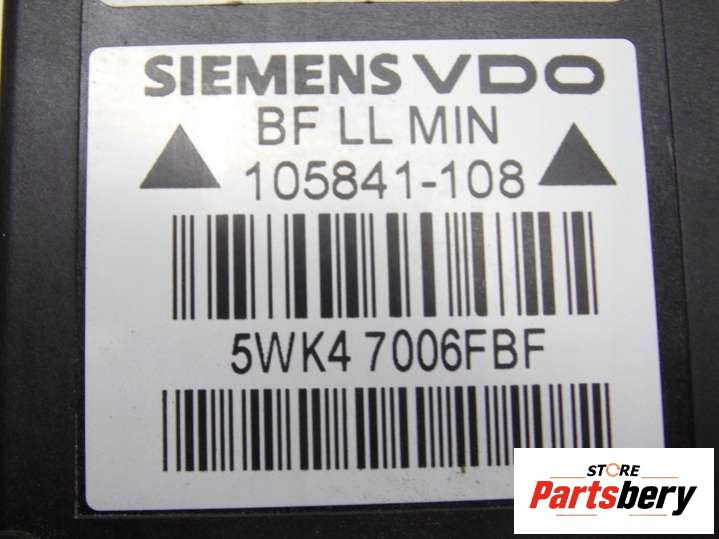 SIEMENS VDO
BF LL MIN
105841-108
5WK4 7006FBF
STORE
Partsbery